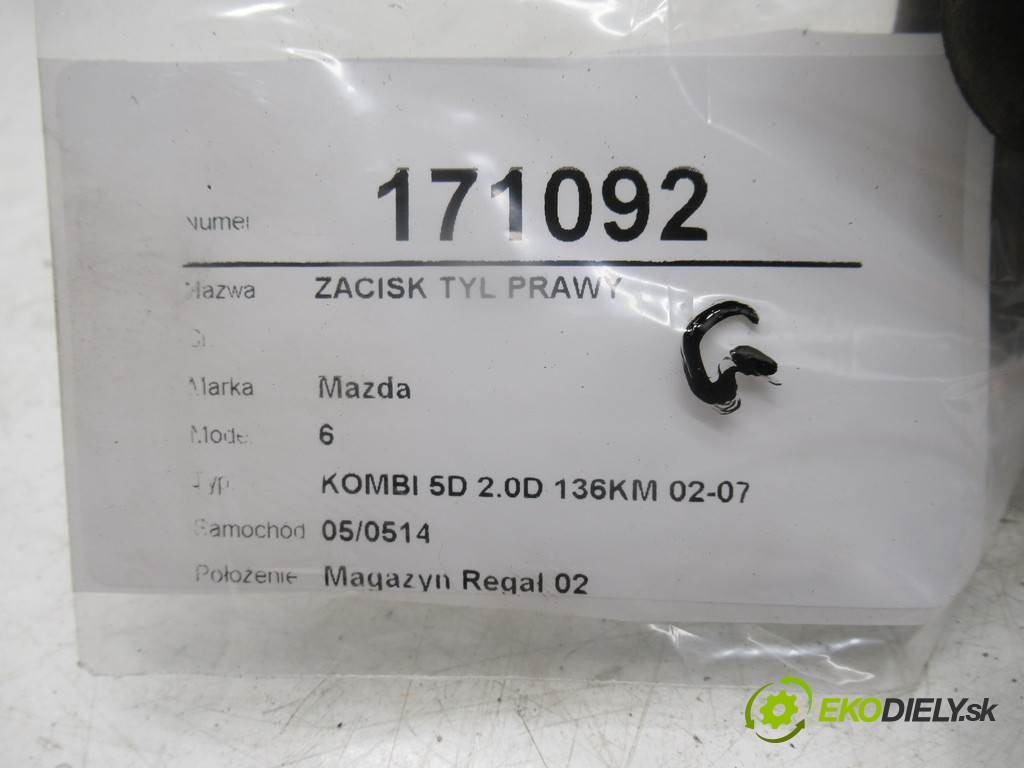 Numer 171092
Nazwa ZACISK TYL PRAWY
Marka Mazda
Model 6
Typ KOMBI 5D 2.0D 136KM 02-07
Samochód 05/0514
Położenie Magazyn Regał 02
G
EKODIELY.sk